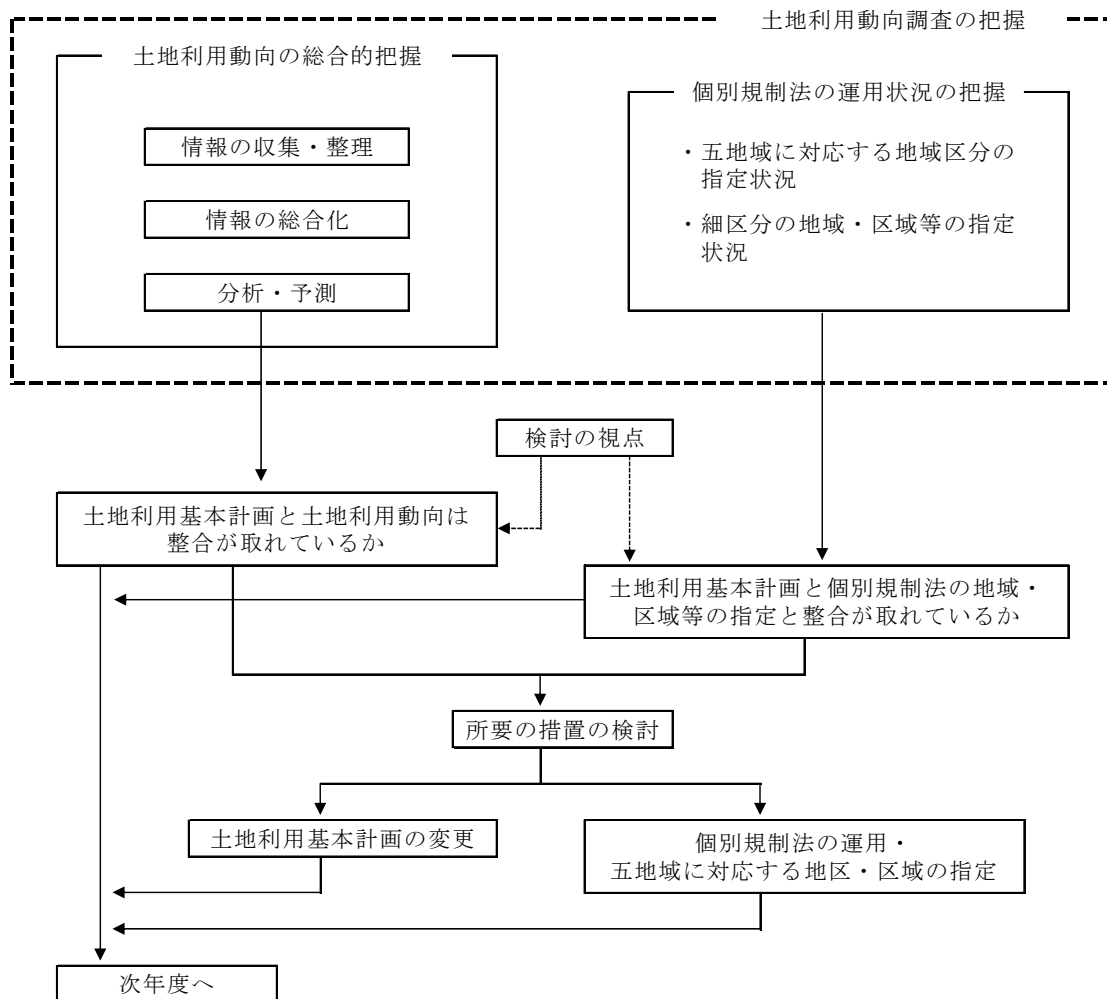 土地利用動向調査の把握
土地利用動向の総合的把握
情報の収集・整理
情報の総合化
分析・予測
個別規制法の運用状況の把握
・五地域に対応する地域区分の
指定状況
・細区分の地域・区域等の指定
状況
検討の視点
土地利用基本計画と土地利用動向は
整合が取れているか
土地利用基本計画と個別規制法の地域・
区域等の指定と整合が取れているか
所要の措置の検討
土地利用基本計画の変更
個別規制法の運用・
五地域に対応する地区・区域の指定
次年度へ